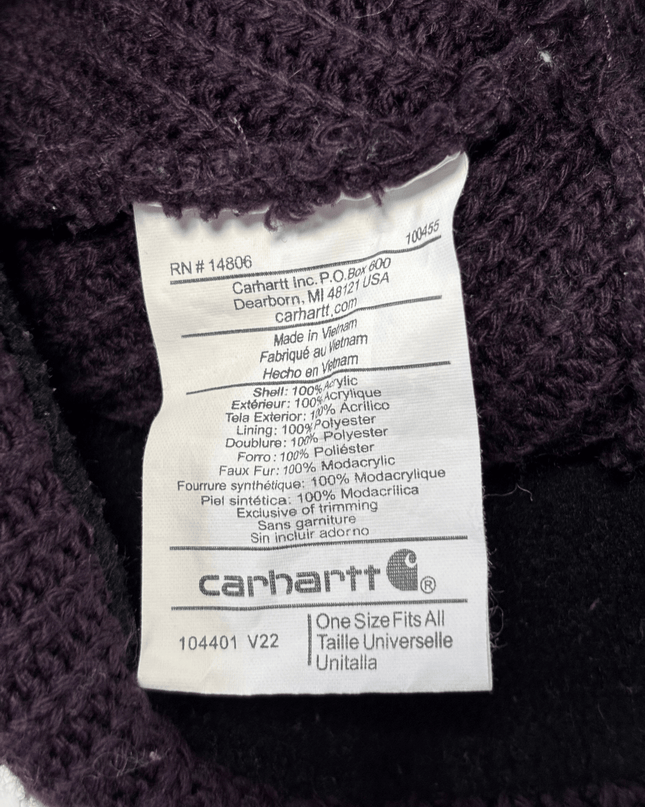 RN # 14806 100455
Carhartt Inc. P.O.Box 600
Dearborn, MI 48121 USA
carhartt.com
Made in Vietnam
Fabriqué au Vietnam
Hecho en Vietnam
Shell: 100% Acrylic
Extérieur: 100% Acrylique
Tela Exterior: 100% Acrilico
Lining: 100% Polyester
Doublure: 100% Polyester
Forro: 100% Poliéster
Faux Fur: 100% Modacrylic
Fourrure synthétique: 100% Modacrylique
Piel sintética: 100% Modacrilica
Exclusive of trimming
Sans garniture
Sin incluir adorno
carhartt ®
104401 V22
One Size Fits All
Taille Universelle
Unitalla